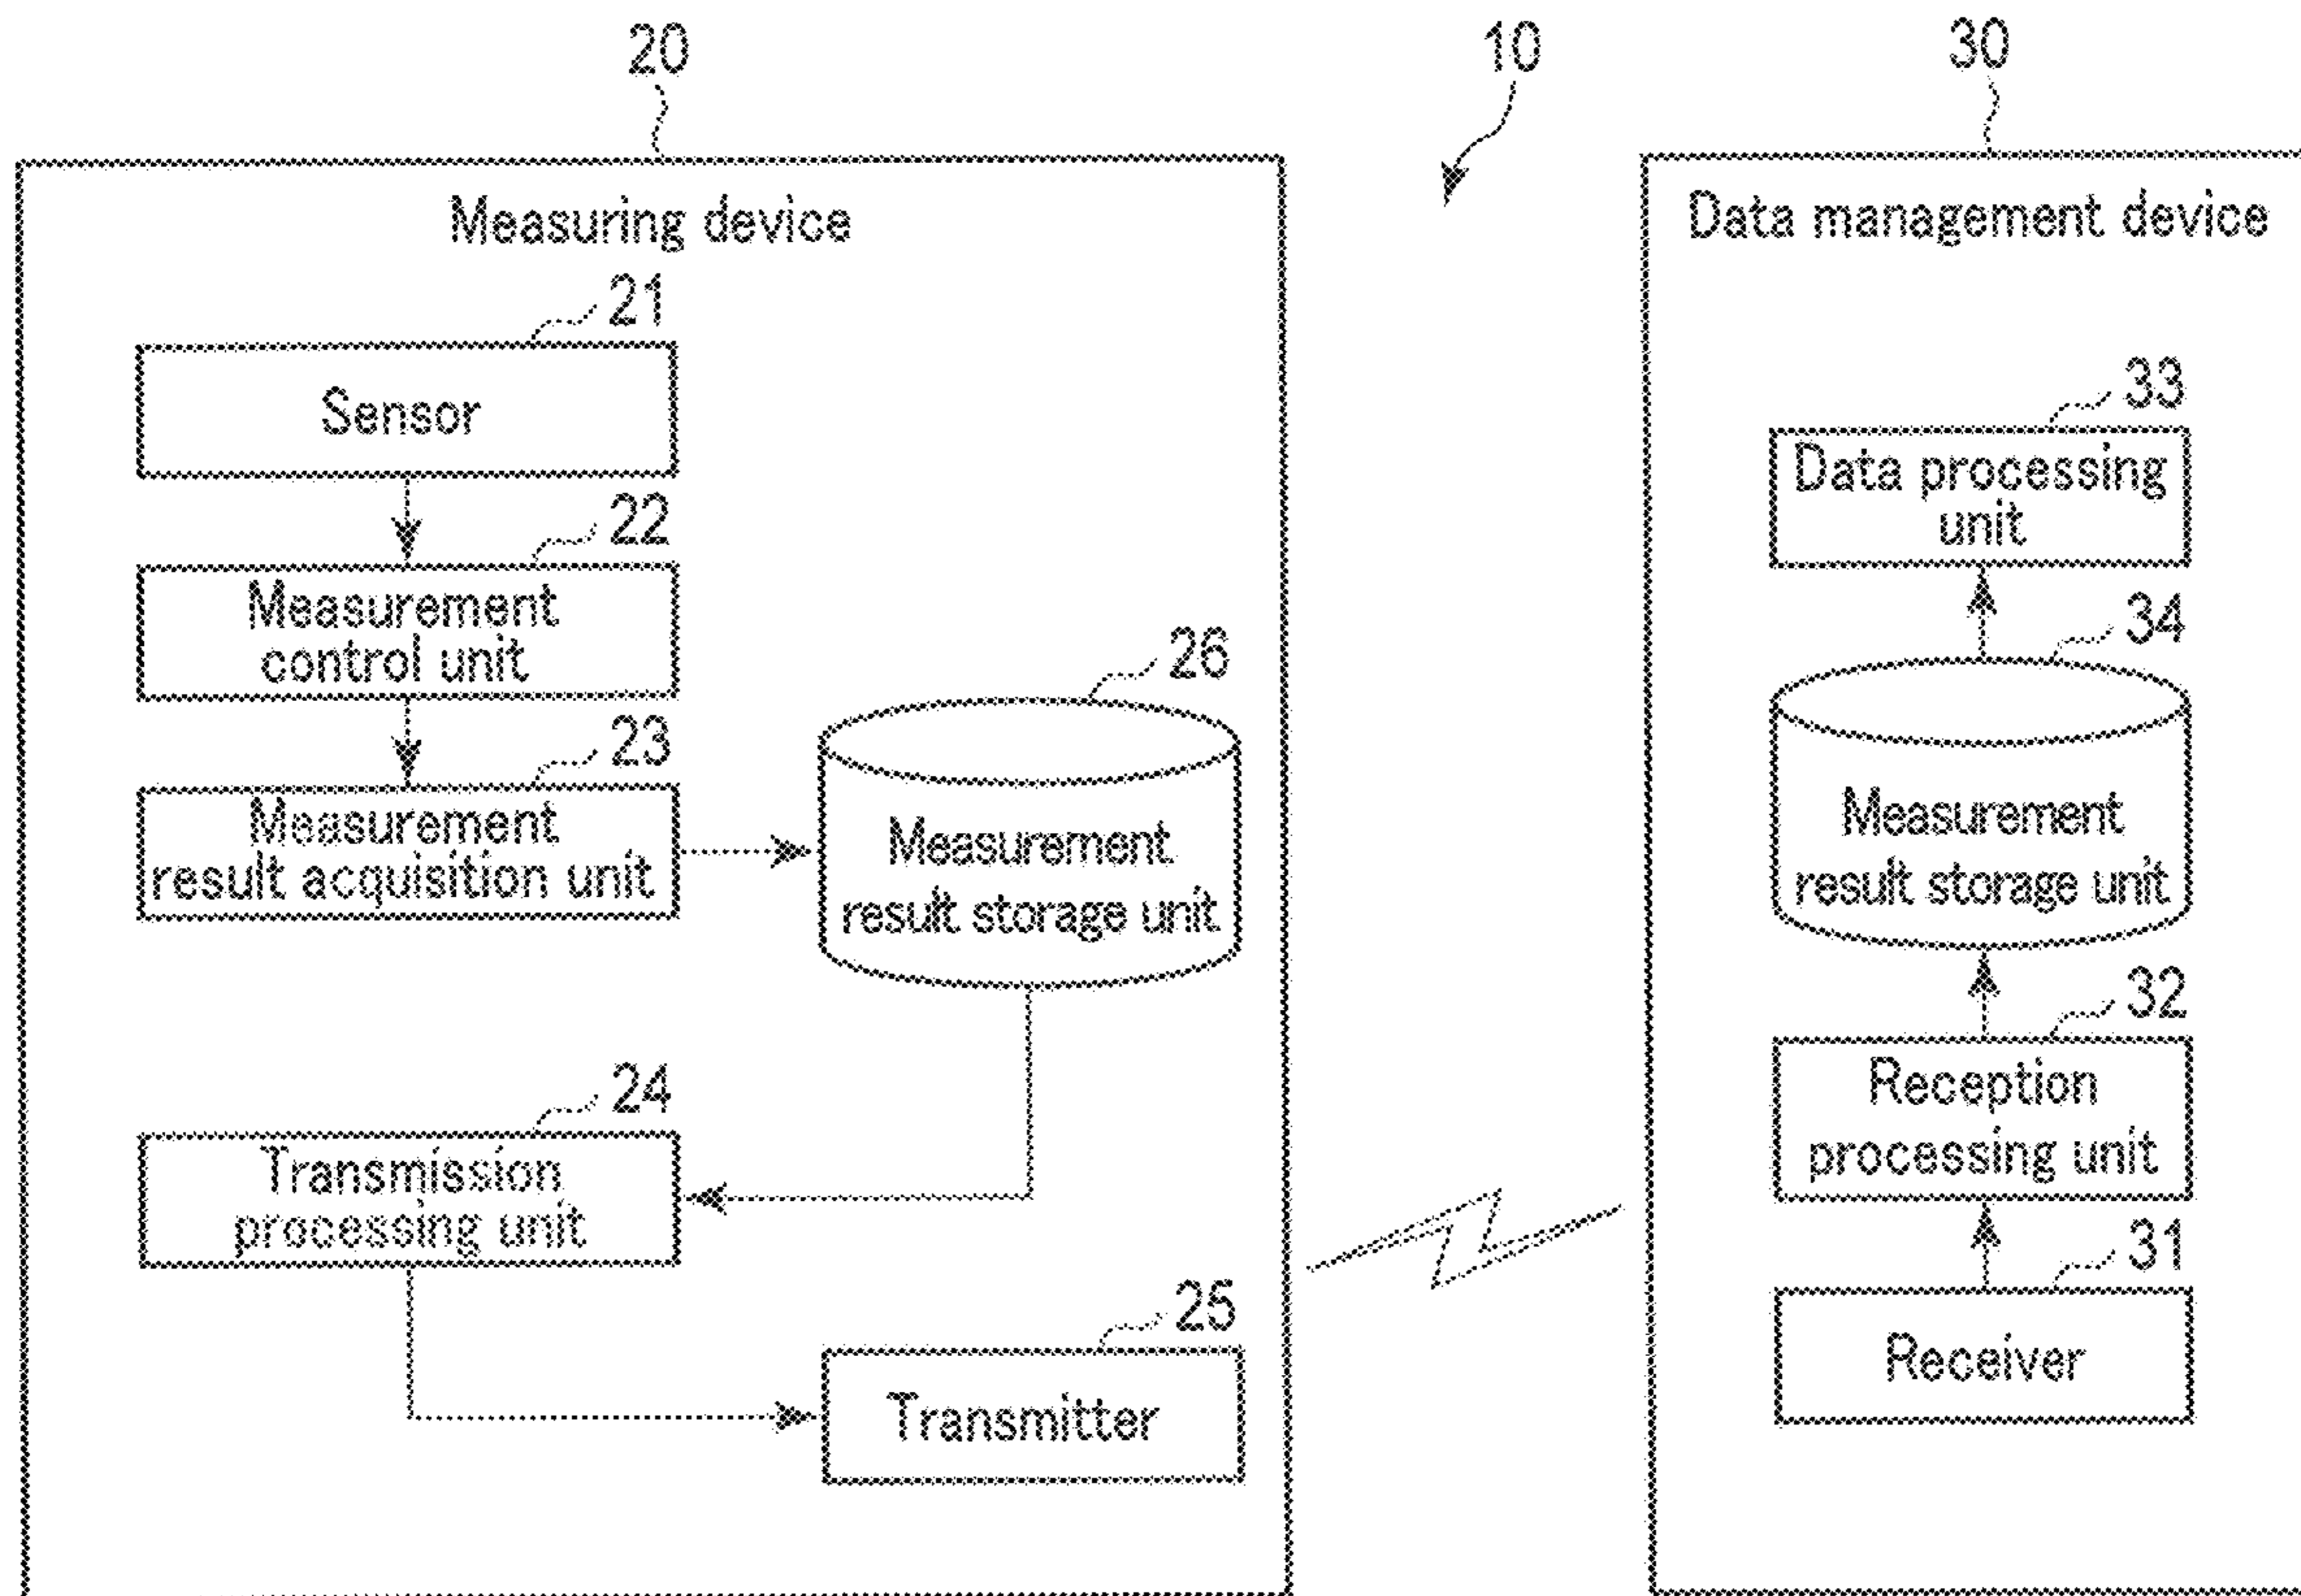 20
10
30
Measuring device
Data management device
21
Sensor
22
Measurement
control unit
23
Measurement
result acquisition unit
26
Measurement
result storage unit
24
Transmission
processing unit
25
Transmitter
33
Data processing
unit
34
Measurement
result storage unit
32
Reception
processing unit
31
Receiver